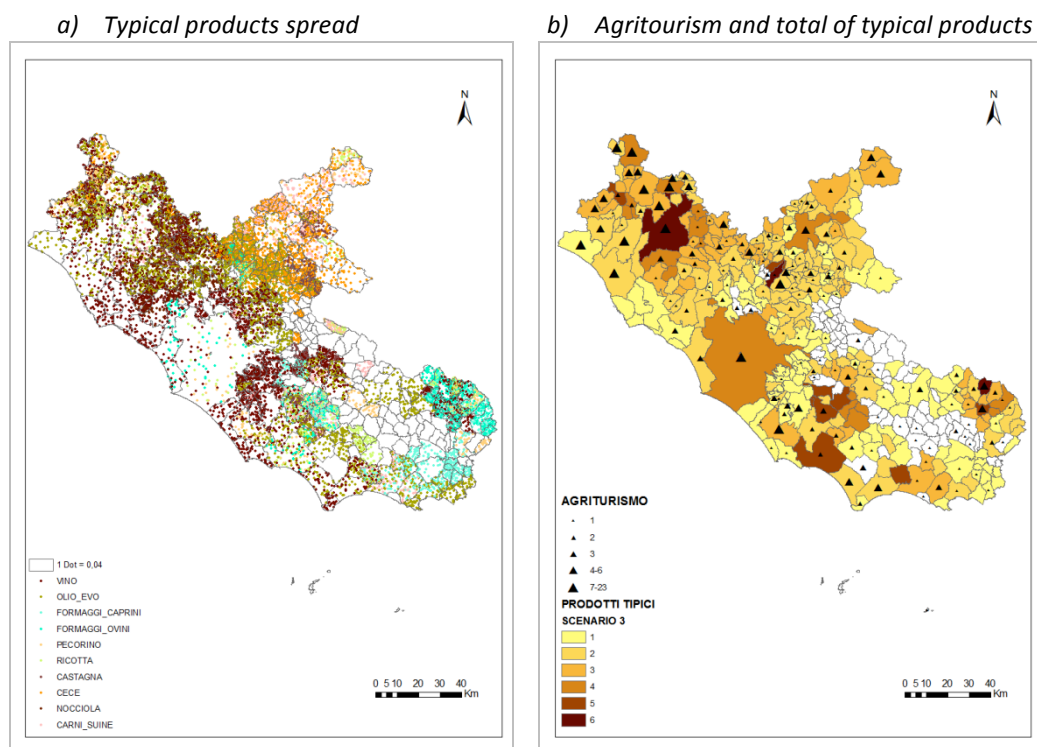 a) Typical products spread
b) Agritourism and total of typical products
N
1 Dot = 0,04
VINO
OLIO_EVO
FORMAGGI_CAPRINI
FORMAGGI_OVINI
PECORINO
RICOTTA
CASTAGNA
CECE
NOCCIOLA
CARNI_SUINE
0 5 10 20 30 40
Km
N
AGRITURISMO
1
2
3
4-6
7-23
PRODOTTI TIPICI
SCENARIO 3
1
2
3
4
5
6
0 5 10 20 30 40
Km